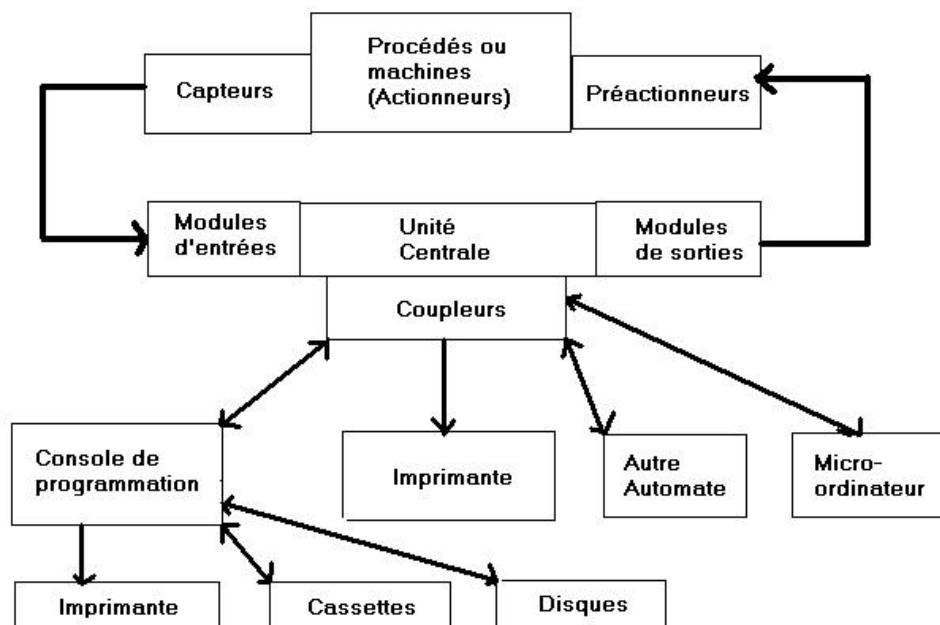 Procédés ou
machines
(Actionneurs)
Capteurs
Préactionneurs
Modules
d'entrées
Unité
Centrale
Modules
de sorties
Coupleurs
Console de
programmation
Imprimante
Autre
Automate
Micro-
ordinateur
Imprimante
Cassettes
Disques